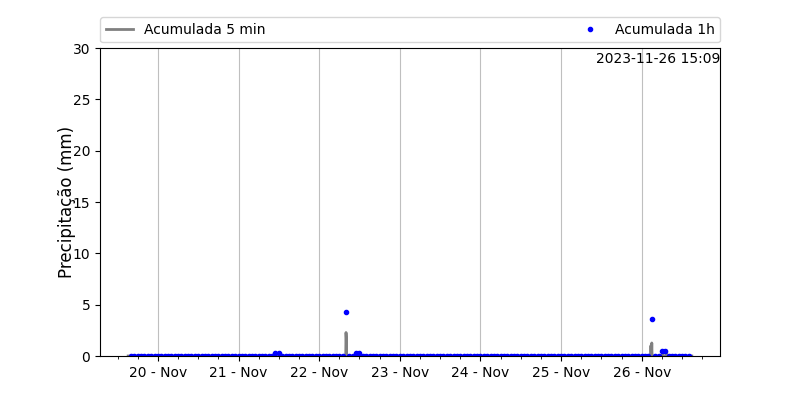 Acumulada 5 min
Acumulada 1h
2023-11-26 15:09
Precipitação (mm)
30
25
20
15
10
5
0
20 - Nov
21 - Nov
22 - Nov
23 - Nov
24 - Nov
25 - Nov
26 - Nov